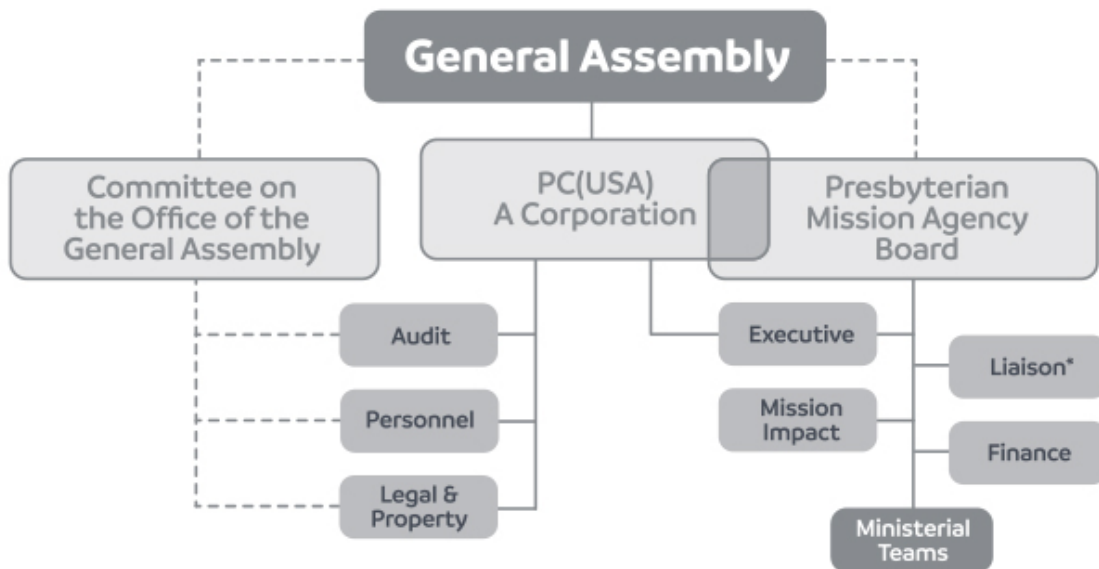 General Assembly
Committee on
the Office of the
General Assembly
PC(USA)
A Corporation
Presbyterian
Mission Agency
Board
Audit
Personnel
Legal &
Property
Executive
Mission
Impact
Liaison*
Finance
Ministerial
Teams